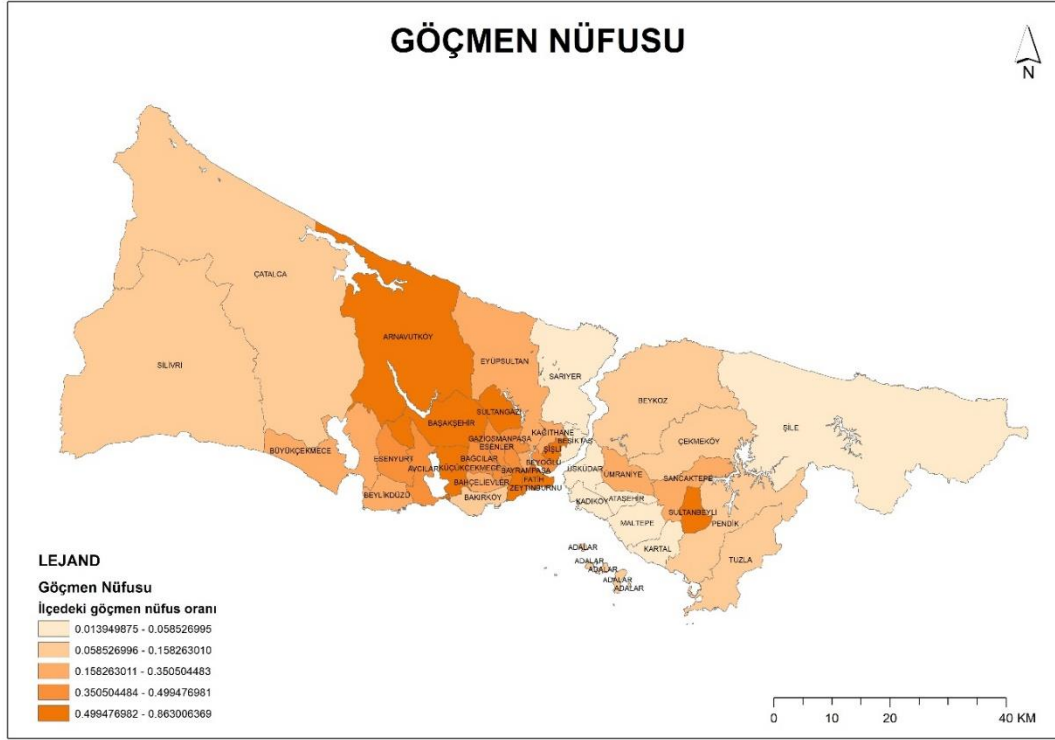 GÖÇMEN NÜFUSU
N
ÇATALCA
SİLİVRİ
ARNAVUTKÖY
EYÜPSULTAN
SARIYER
BEYKOZ
ŞİLE
SULTANGAZİ
BAŞAKŞEHİR
KAĞITHANE
BEŞİKTAŞ
GAZİOSMANPAŞA
ŞİŞLİ
ÇEKMEKÖY
BÜYÜKÇEKMECE
ESENLER
ESENYURT
BAĞCILAR
BEYOĞLU
AVCILAR
KÜÇÜKÇEKMECE
BAYRAMPAŞA
ÜSKÜDAR
ÜMRANİYE
SANCAKTEPE
BAHÇELİEVLER
FATİH
ZEYTİNBURNU
BEYLİKDÜZÜ
BAKIRKÖY
KADIKÖY
ATAŞEHİR
SULTANBEYLİ
MALTEPE
PENDİK
KARTAL
TUZLA
ADALAR
ADALAR
ADALAR
ADALAR
ADALAR
LEJAND
Göçmen Nüfusu
İlçedeki göçmen nüfus oranı
0.013949875 - 0.058526995
0.058526996 - 0.158263010
0.158263011 - 0.350504483
0.350504484 - 0.499476981
0.499476982 - 0.863006369
0 10 20 40 KM